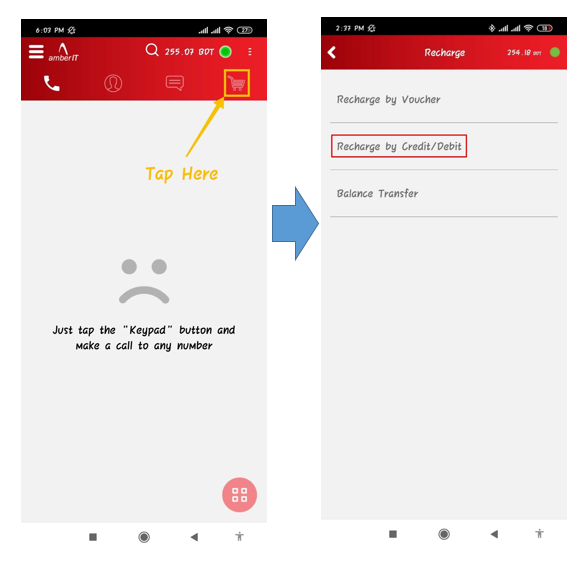 6:03 PM
27
amberIT
255.07 BDT
Tap Here
Just tap the "Keypad" button and
make a call to any number
2:37 PM
18
Recharge
254.18 BDT
Recharge by Voucher
Recharge by Credit/Debit
Balance Transfer